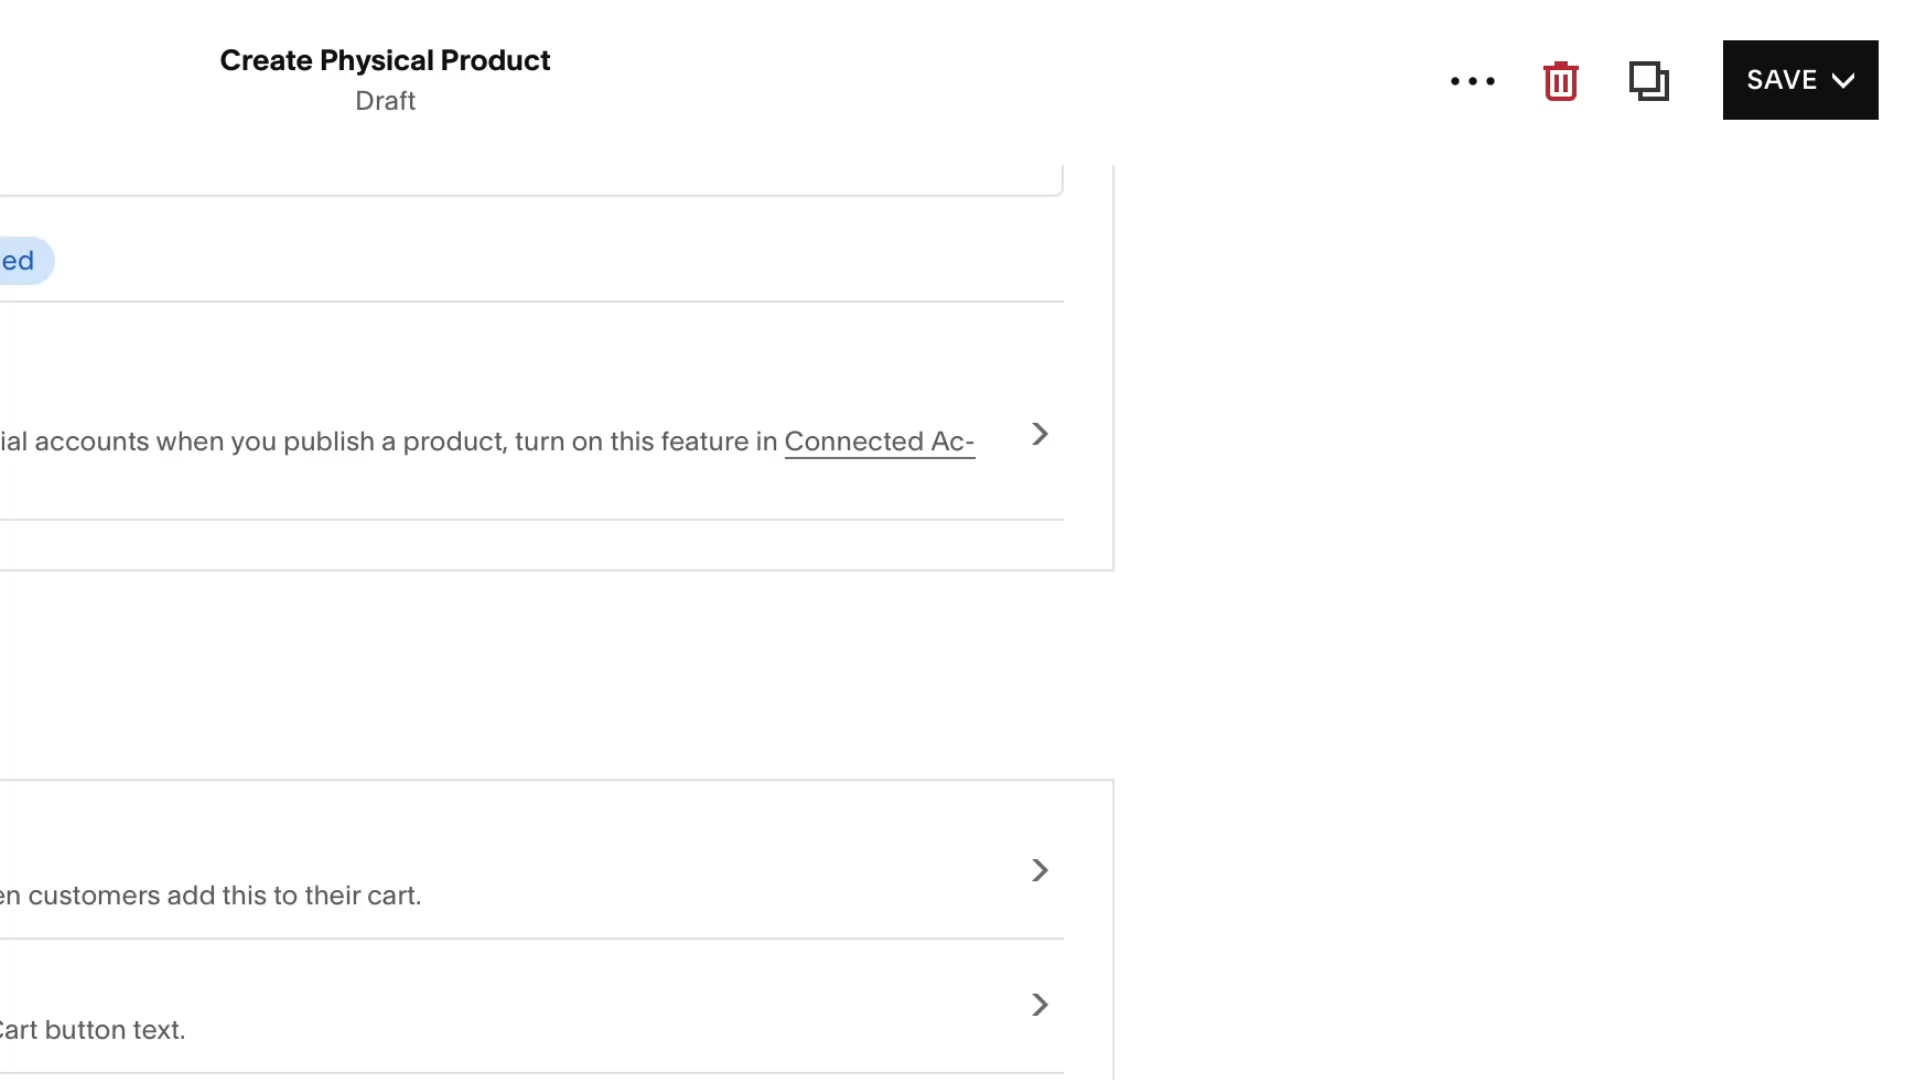 Create Physical Product
Draft
SAVE
ed
ial accounts when you publish a product, turn on this feature in Connected Ac-
en customers add this to their cart.
Cart button text.